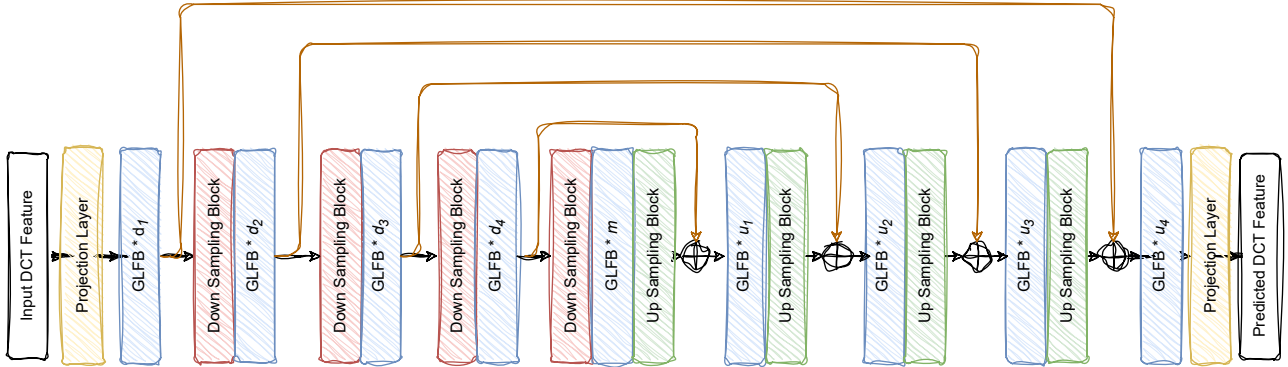 Input DCT Feature
Projection Layer
GLFB * d1
Down Sampling Block
GLFB * d2
Down Sampling Block
GLFB * d3
Down Sampling Block
GLFB * d4
Down Sampling Block
GLFB * m
Up Sampling Block
GLFB * u1
Up Sampling Block
GLFB * u2
Up Sampling Block
GLFB * u3
Up Sampling Block
GLFB * u4
Projection Layer
Predicted DCT Feature